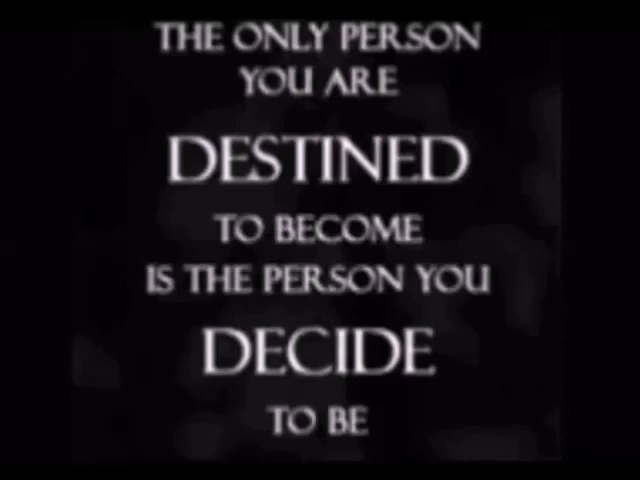 THE ONLY PERSON
YOU ARE
DESTINED
TO BECOME
IS THE PERSON YOU
DECIDE
TO BE